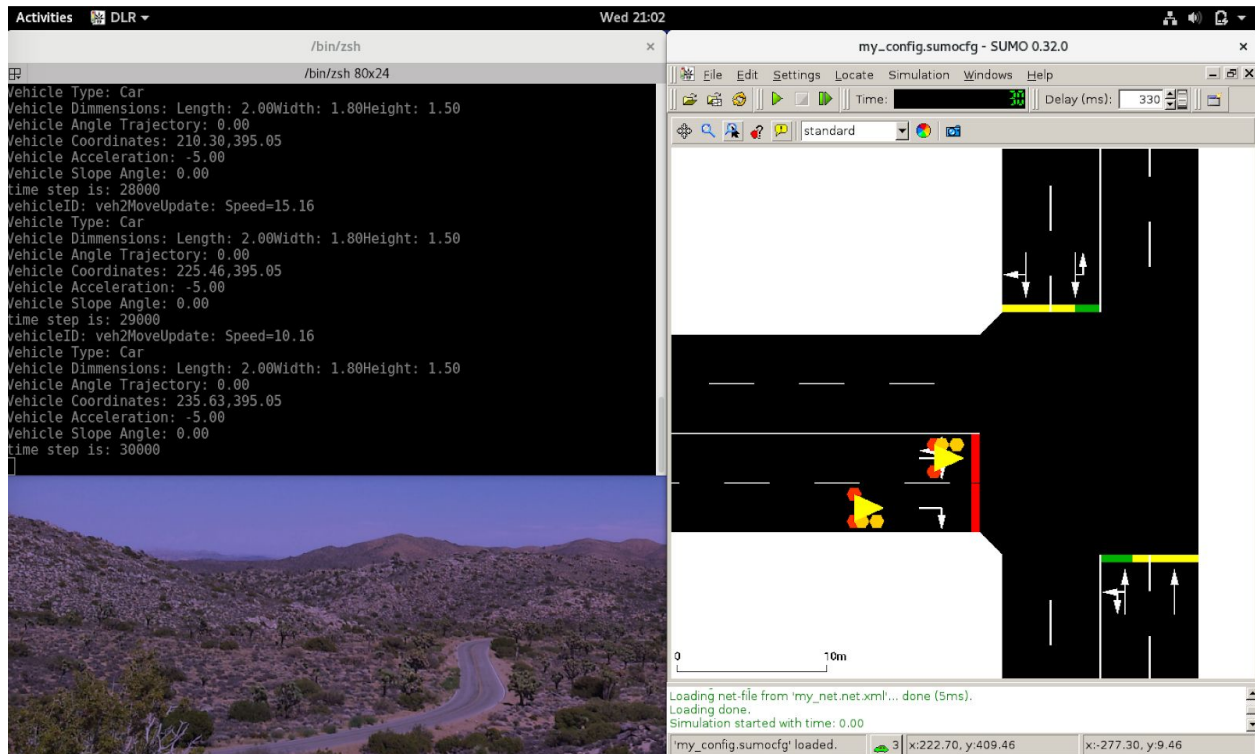 Activities DLR Wed 21:02
/bin/zsh
/bin/zsh 80x24
Vehicle Type: Car
Vehicle Dimmensions: Length: 2.00Width: 1.80Height: 1.50
Vehicle Angle Trajectory: 0.00
Vehicle Coordinates: 210.30,395.05
Vehicle Acceleration: -5.00
Vehicle Slope Angle: 0.00
time step is: 28000
vehicleID: veh2MoveUpdate: Speed=15.16
Vehicle Type: Car
Vehicle Dimmensions: Length: 2.00Width: 1.80Height: 1.50
Vehicle Angle Trajectory: 0.00
Vehicle Coordinates: 225.46,395.05
Vehicle Acceleration: -5.00
Vehicle Slope Angle: 0.00
time step is: 29000
vehicleID: veh2MoveUpdate: Speed=10.16
Vehicle Type: Car
Vehicle Dimmensions: Length: 2.00Width: 1.80Height: 1.50
Vehicle Angle Trajectory: 0.00
Vehicle Coordinates: 235.63,395.05
Vehicle Acceleration: -5.00
Vehicle Slope Angle: 0.00
time step is: 30000
my_config.sumocfg - SUMO 0.32.0
File Edit Settings Locate Simulation Windows Help
Time: 30 Delay (ms): 330
standard
0 10m
Loading net-file from 'my_net.net.xml'... done (5ms).
Loading done.
Simulation started with time: 0.00
'my_config.sumocfg' loaded. 3 x:222.70, y:409.46 x:-277.30, y:9.46